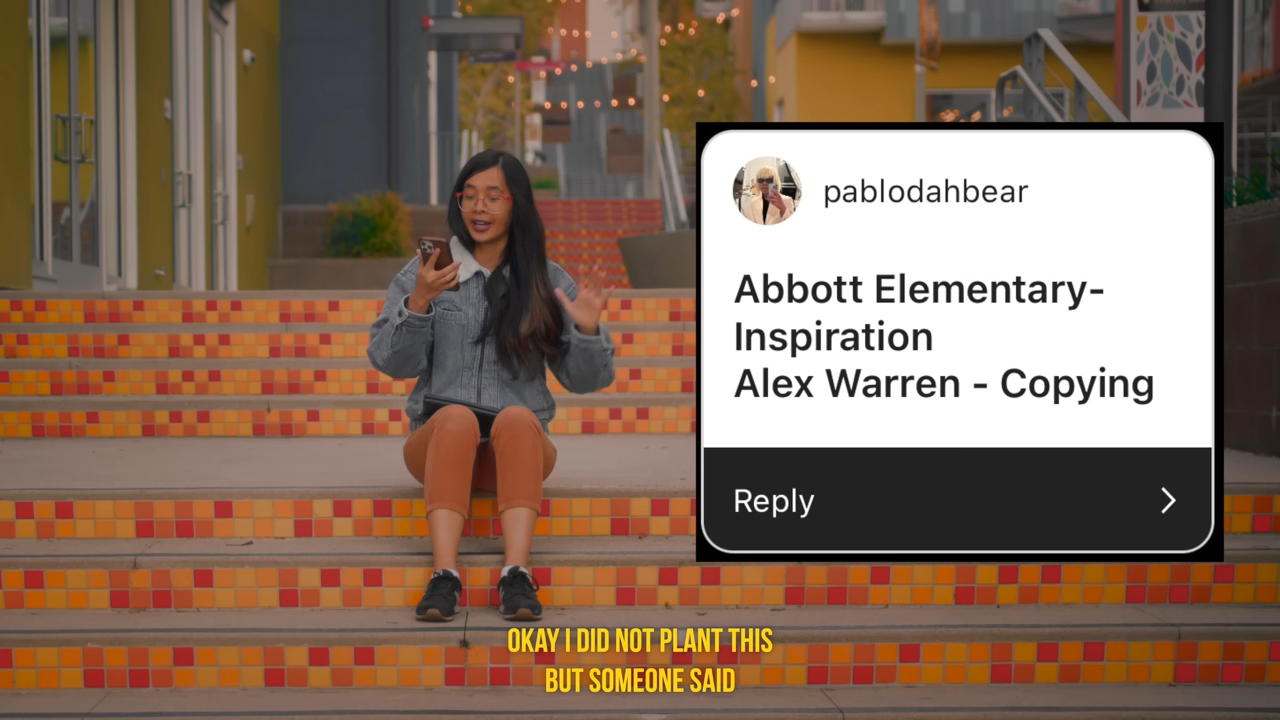 pablodahbear
Abbott Elementary-
Inspiration
Alex Warren - Copying
Reply
OKAY I DID NOT PLANT THIS
BUT SOMEONE SAID